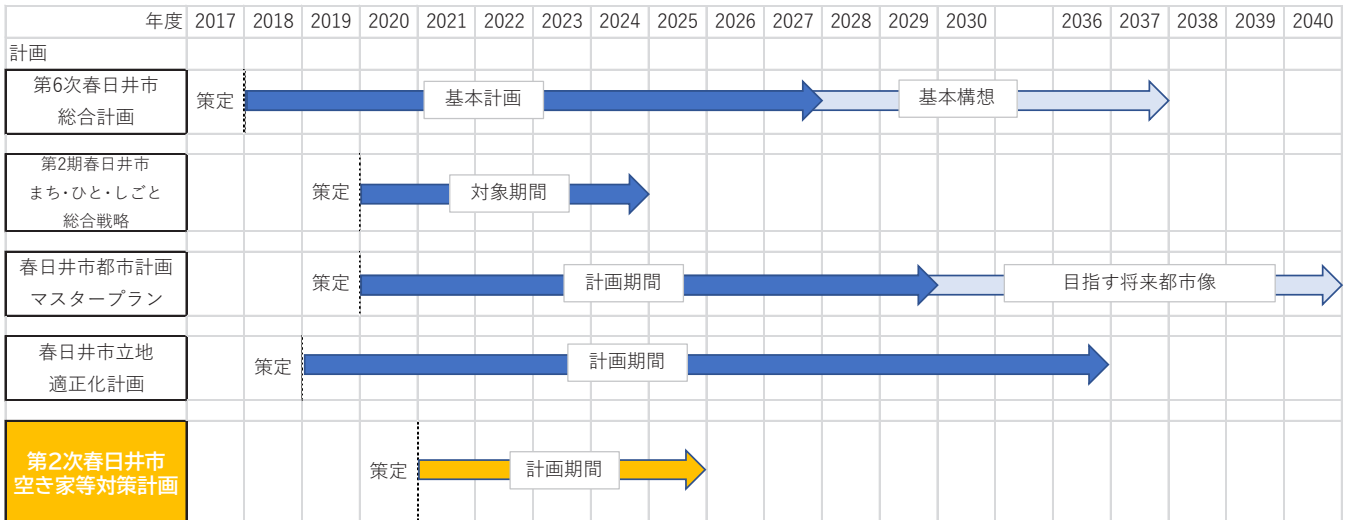 年度 2017 2018 2019 2020 2021 2022 2023 2024 2025 2026 2027 2028 2029 2030 2036 2037 2038 2039 2040
計画
第6次春日井市
総合計画
策定
基本計画
基本構想
第2期春日井市
まち・ひと・しごと
総合戦略
策定
対象期間
春日井市都市計画
マスタープラン
策定
計画期間
目指す将来都市像
春日井市立地
適正化計画
策定
計画期間
第2次春日井市
空き家等対策計画
策定
計画期間